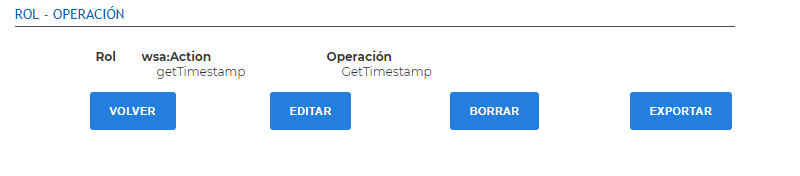 ROL - OPERACIÓN
Rol wsa:Action Operación
getTimestamp GetTimestamp
VOLVER EDITAR BORRAR EXPORTAR